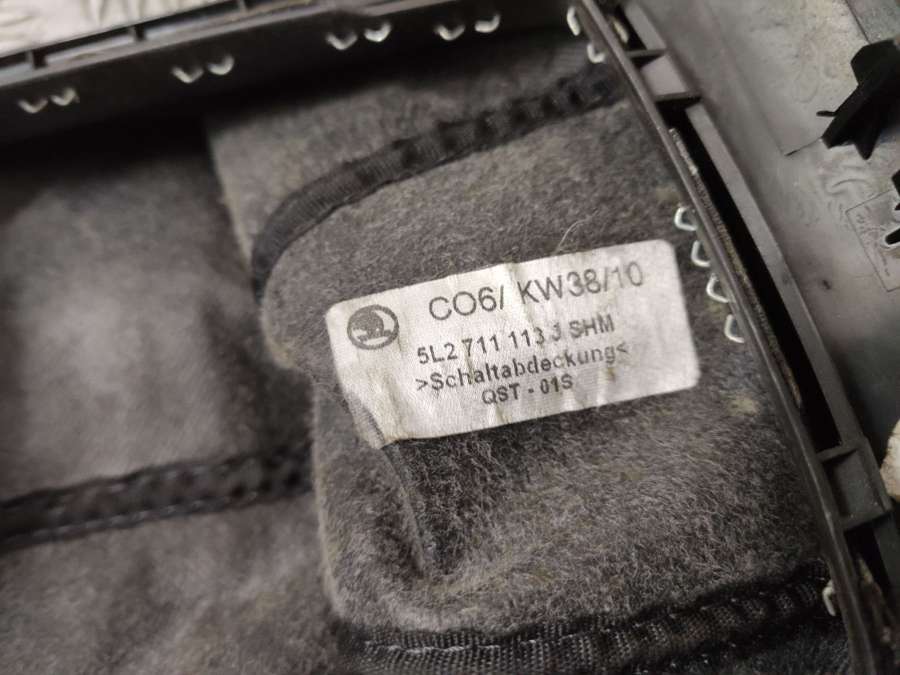 CO6/ KW38/10
5L2 711 113 J SHM
>Schaltabdeckung<
QST - 01S